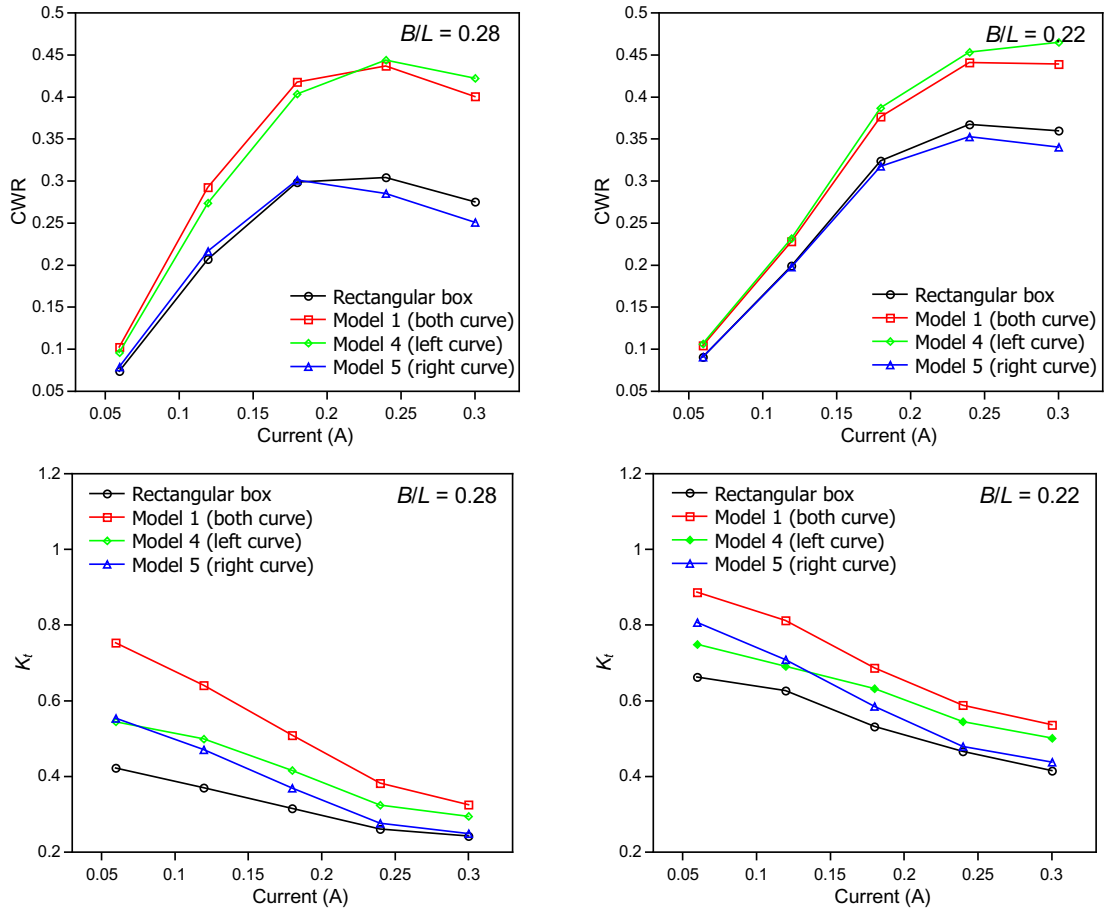 B/L = 0.28
0.5
0.45
0.4
0.35
0.3
0.25
0.2
0.15
0.1
0.05
CWR
Rectangular box
Model 1 (both curve)
Model 4 (left curve)
Model 5 (right curve)
0.05 0.1 0.15 0.2 0.25 0.3
Current (A)
B/L = 0.22
0.5
0.45
0.4
0.35
0.3
0.25
0.2
0.15
0.1
0.05
CWR
Rectangular box
Model 1 (both curve)
Model 4 (left curve)
Model 5 (right curve)
0.05 0.1 0.15 0.2 0.25 0.3
Current (A)
B/L = 0.28
1.2
1
0.8
0.6
0.4
0.2
Kt
Rectangular box
Model 1 (both curve)
Model 4 (left curve)
Model 5 (right curve)
0.05 0.1 0.15 0.2 0.25 0.3
Current (A)
B/L = 0.22
1.2
1
0.8
0.6
0.4
0.2
Kt
Rectangular box
Model 1 (both curve)
Model 4 (left curve)
Model 5 (right curve)
0.05 0.1 0.15 0.2 0.25 0.3
Current (A)